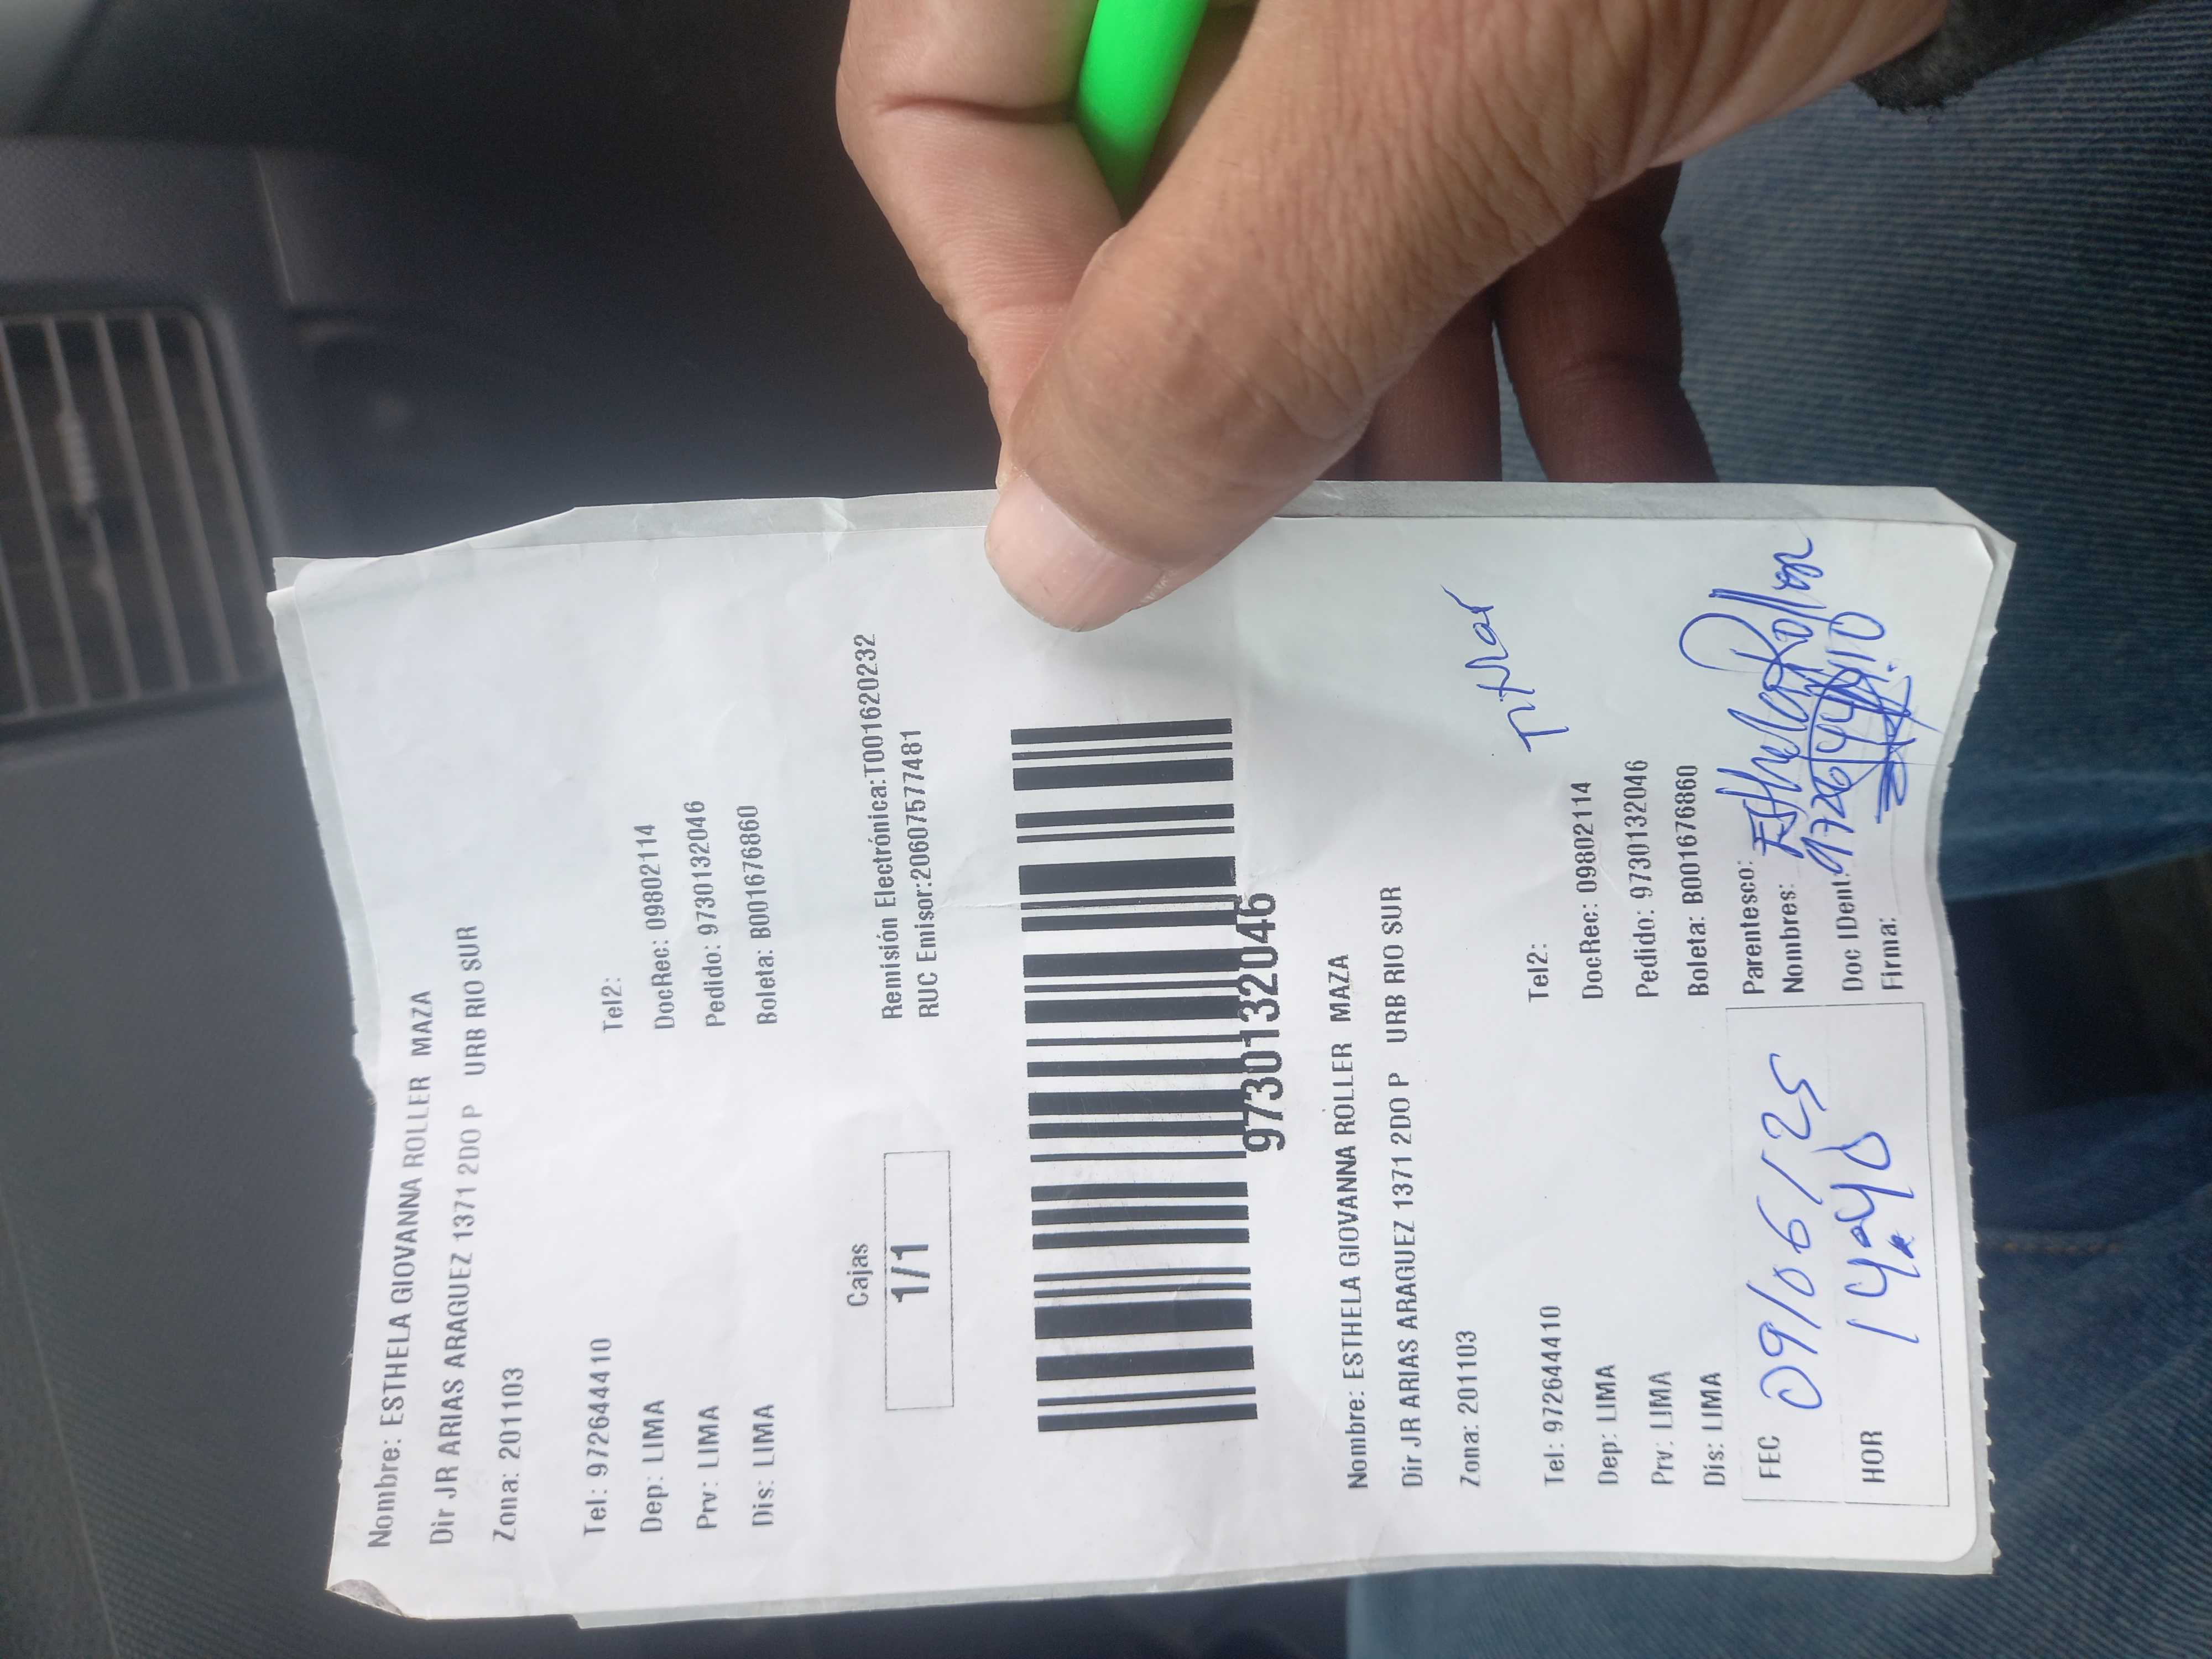 Nombre: ESTHELA GIOVANNA ROLLER MAZA
Dir JR ARIAS ARAGUEZ 1371 2DO P URB RIO SUR
Zona: 201103
Tel: 972644410 Tel2:
Dep: LIMA DocRec: 09802114
Prv: LIMA Pedido: 9730132046
Dis: LIMA Boleta: B001676860
Cajas Remisión Electrónica:T001620232
1/1 RUC Emisor:20607577481
9730132046
Nombre: ESTHELA GIOVANNA ROLLER MAZA
Dir JR ARIAS ARAGUEZ 1371 2DO P URB RIO SUR
Zona: 201103
Titular
Tel: 972644410 Tel2:
Dep: LIMA DocRec: 09802114
Prv: LIMA Pedido: 9730132046
Dis: LIMA Boleta: B001676860
FEC 09/06/25 Parentesco:
Nombres: Esthela Roller
HOR 14:40 Doc IDent: 972644410
Firma: